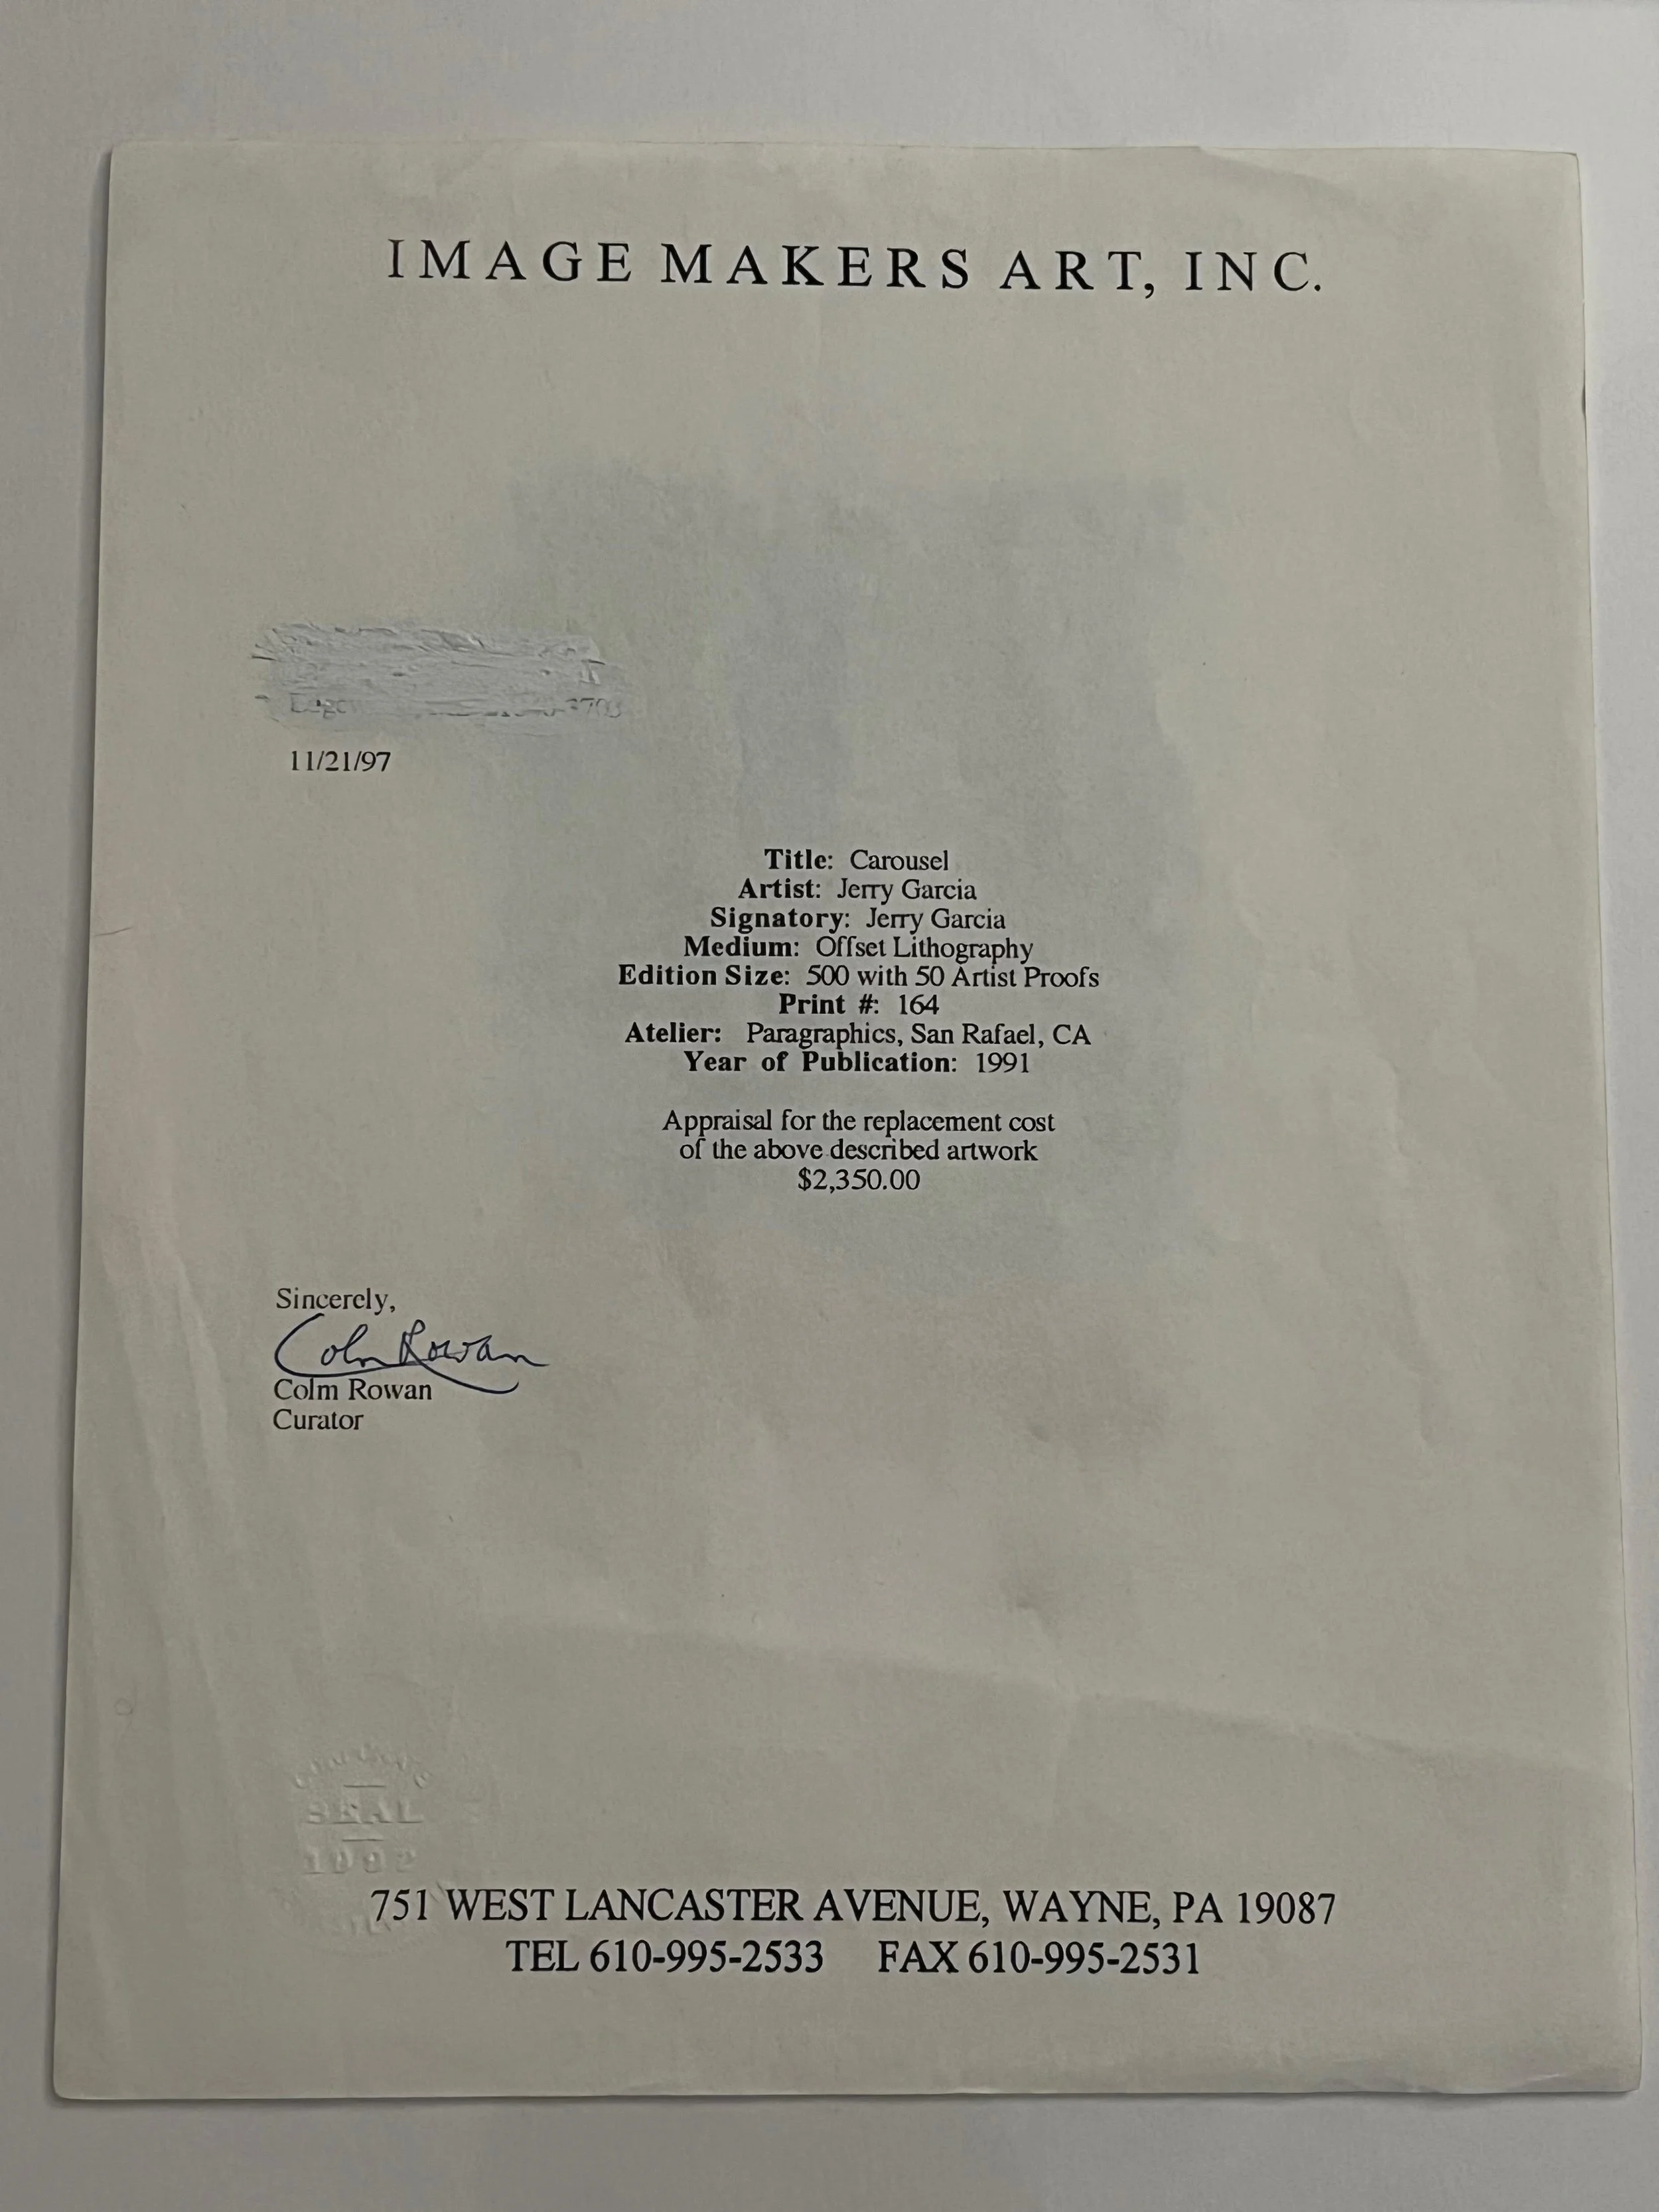 IMAGE MAKERS ART, INC.
11/21/97
Title: Carousel
Artist: Jerry Garcia
Signatory: Jerry Garcia
Medium: Offset Lithography
Edition Size: 500 with 50 Artist Proofs
Print #: 164
Atelier: Paragraphics, San Rafael, CA
Year of Publication: 1991
Appraisal for the replacement cost
of the above described artwork
$2,350.00
Sincerely,
Colm Rowan
Colm Rowan
Curator
SEAL
1992
751 WEST LANCASTER AVENUE, WAYNE, PA 19087
TEL 610-995-2533 FAX 610-995-2531